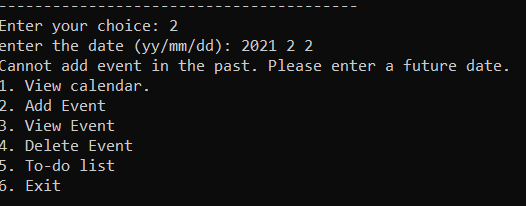 ----------------------------------------
Enter your choice: 2
enter the date (yy/mm/dd): 2021 2 2
Cannot add event in the past. Please enter a future date.
1. View calendar.
2. Add Event
3. View Event
4. Delete Event
5. To-do list
6. Exit